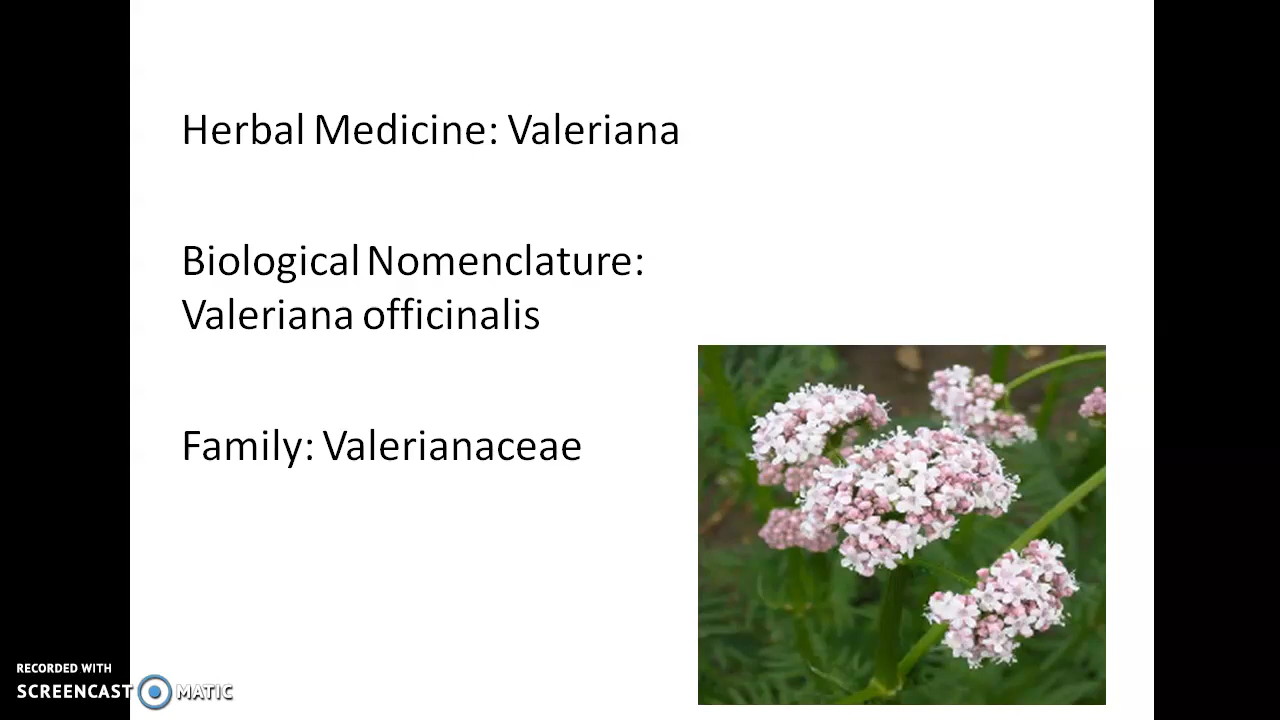 Herbal Medicine: Valeriana
Biological Nomenclature:
Valeriana officinalis
Family: Valerianaceae
RECORDED WITH
SCREENCAST MATIC